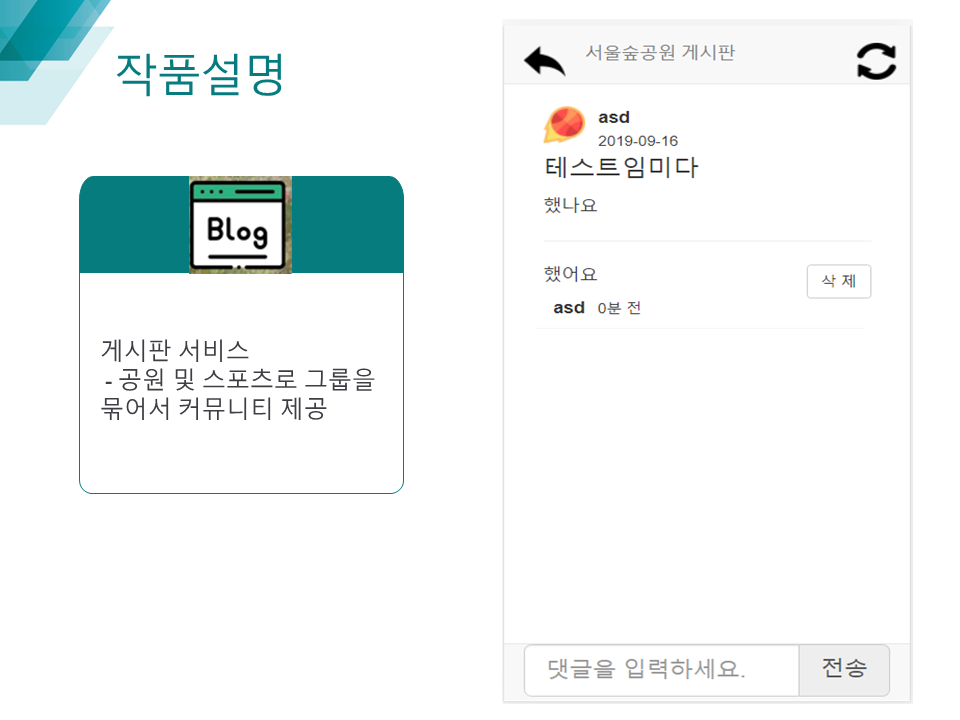 작품설명
Blog
게시판 서비스
- 공원 및 스포츠로 그룹을
묶어서 커뮤니티 제공
서울숲공원 게시판
asd
2019-09-16
테스트임미다
했나요
했어요
삭 제
asd 0분 전
댓글을 입력하세요.
전송